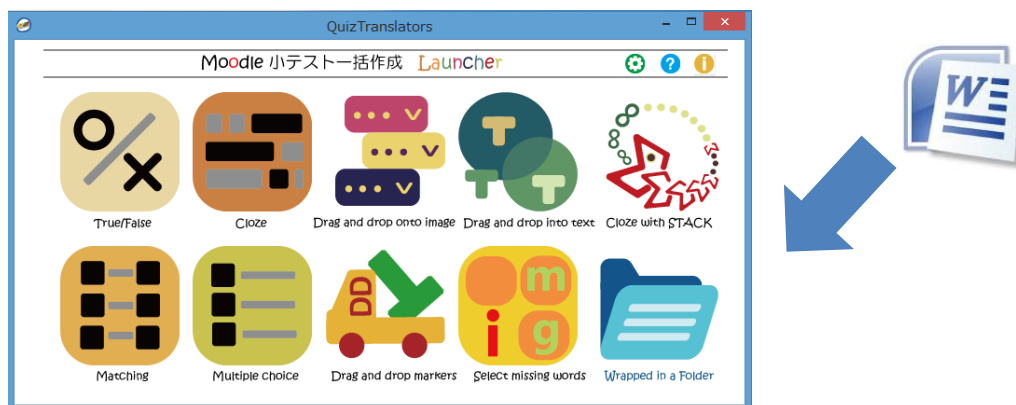 QuizTranslators
Moodle 小テスト一括作成 Launcher
True/False
Cloze
Drag and drop onto image
Drag and drop into text
Cloze with STACK
Matching
Multiple choice
Drag and drop markers
Select missing words
Wrapped in a Folder
T
T
T
DD
m
i
g
W